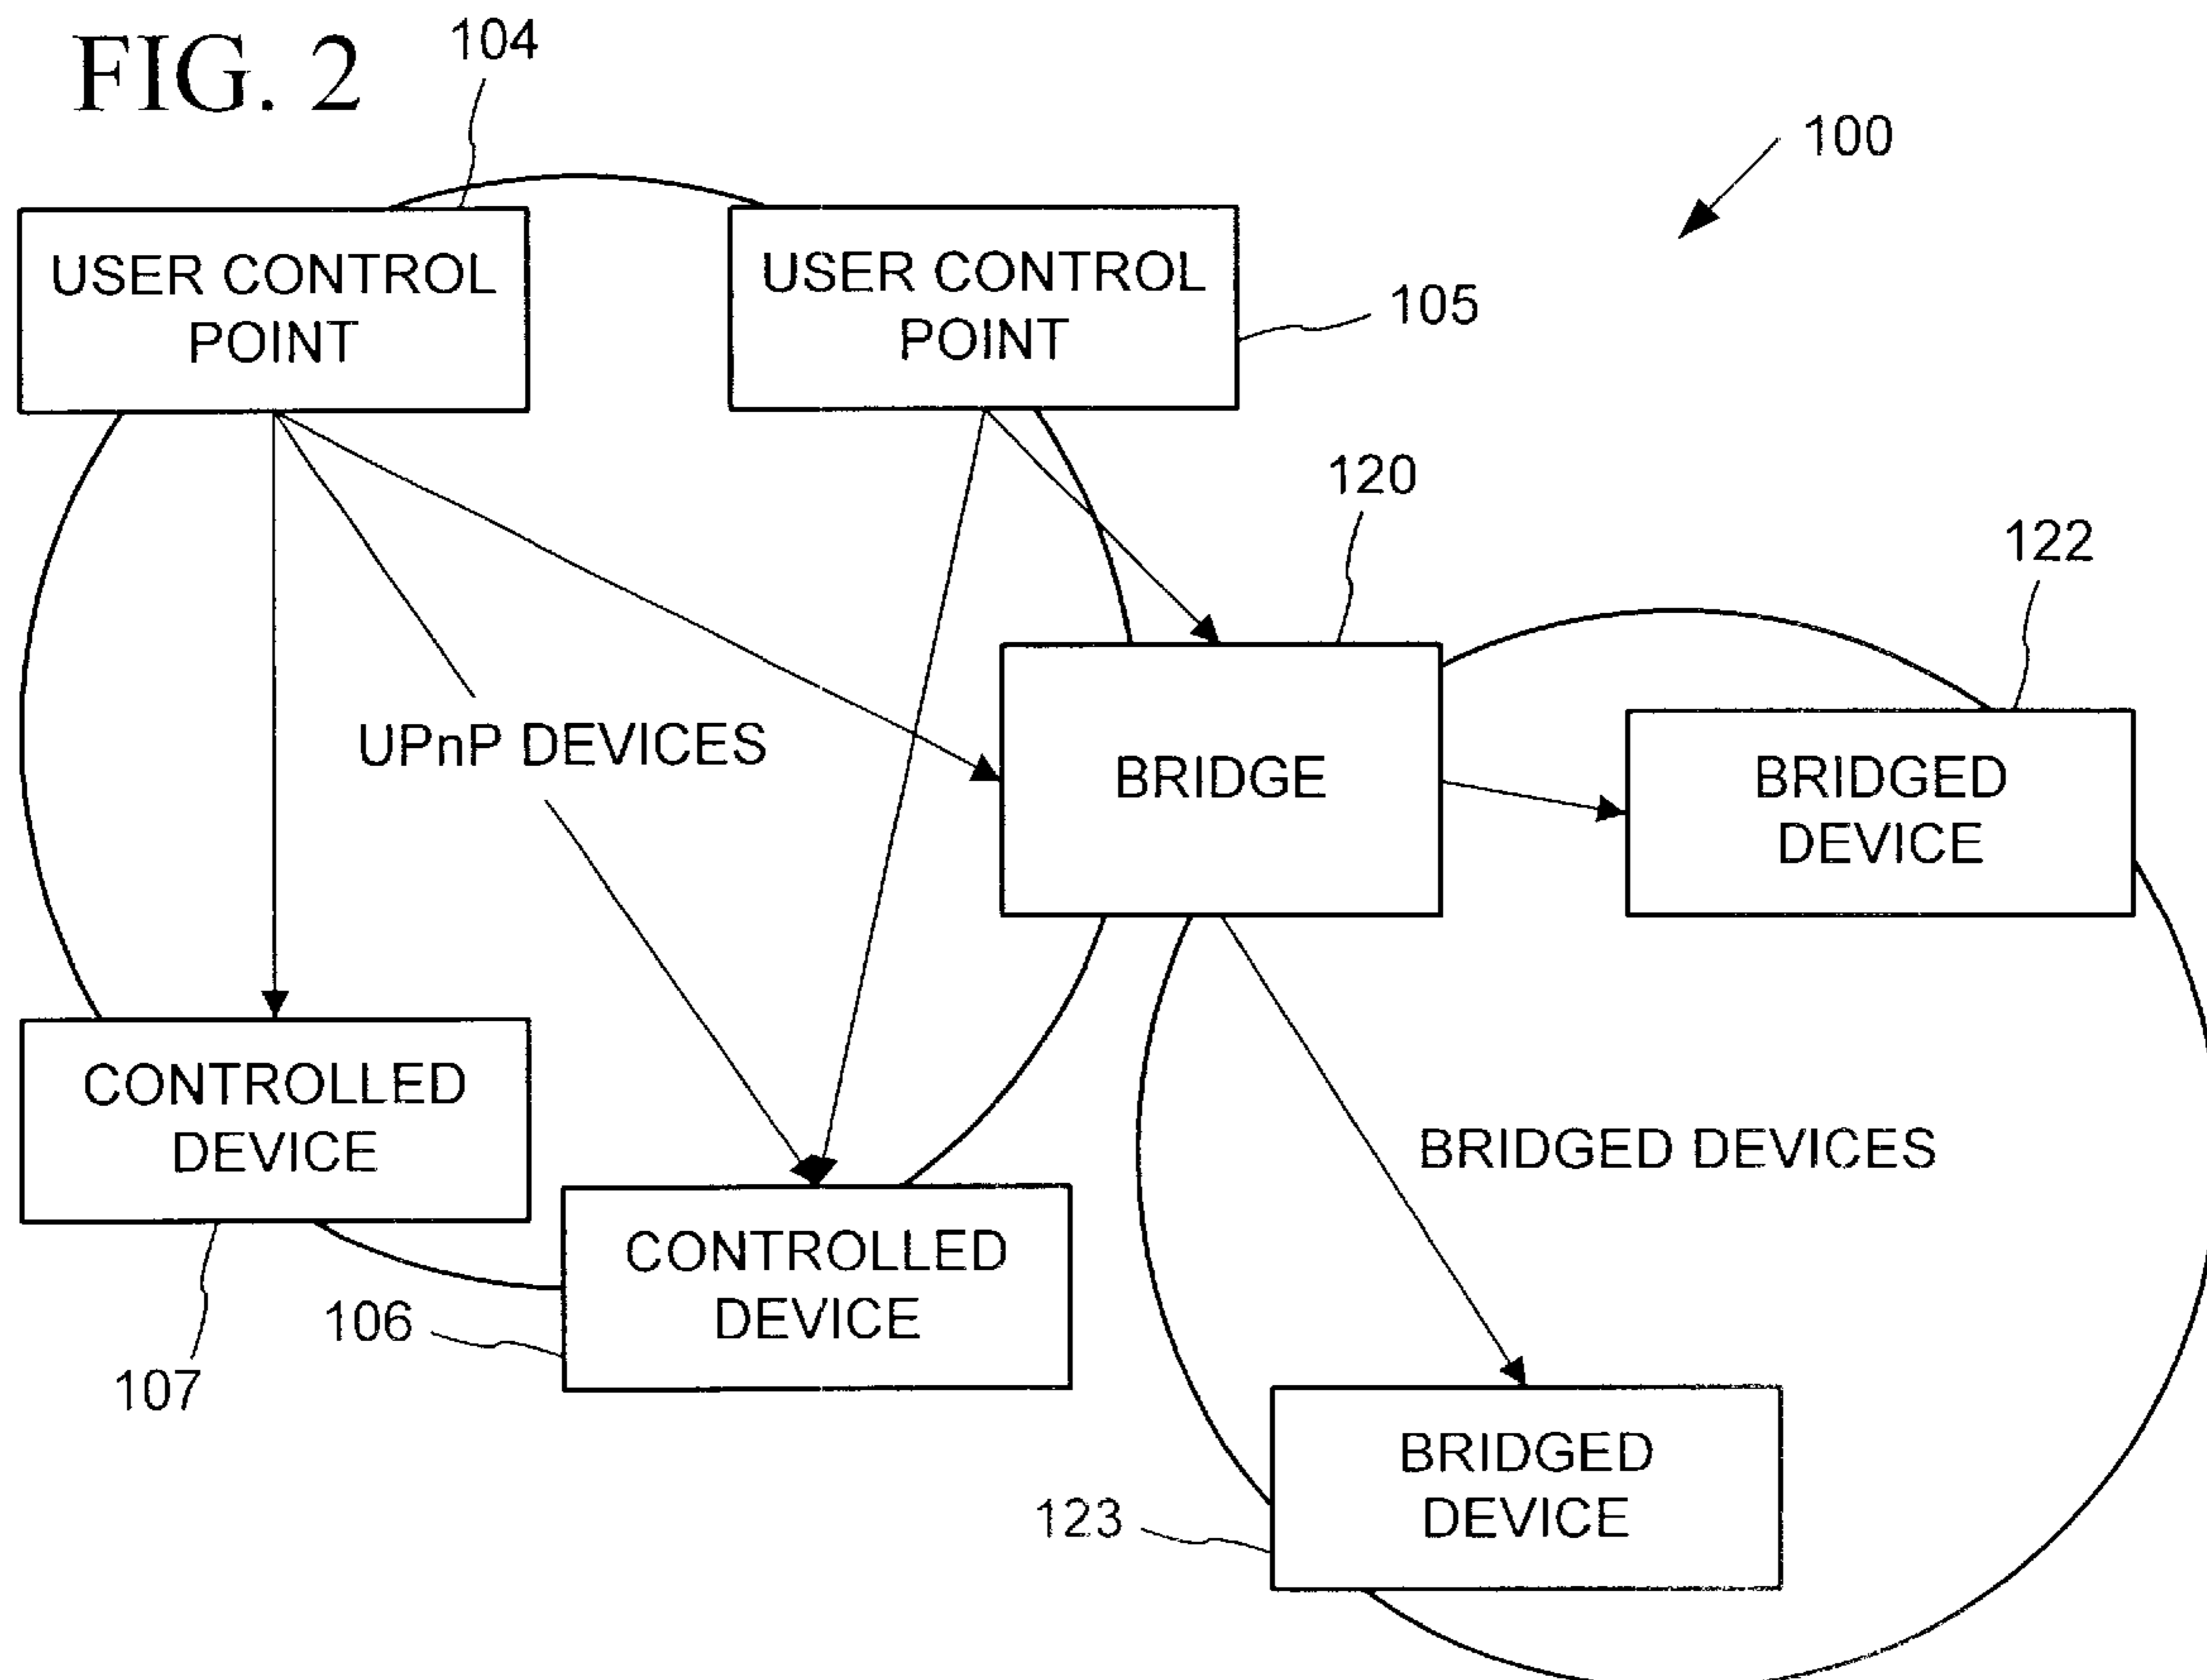 FIG. 2
104
100
USER CONTROL
POINT
USER CONTROL
POINT
105
120
122
UPnP DEVICES
BRIDGE
BRIDGED
DEVICE
CONTROLLED
DEVICE
BRIDGED DEVICES
CONTROLLED
DEVICE
106
107
BRIDGED
DEVICE
123